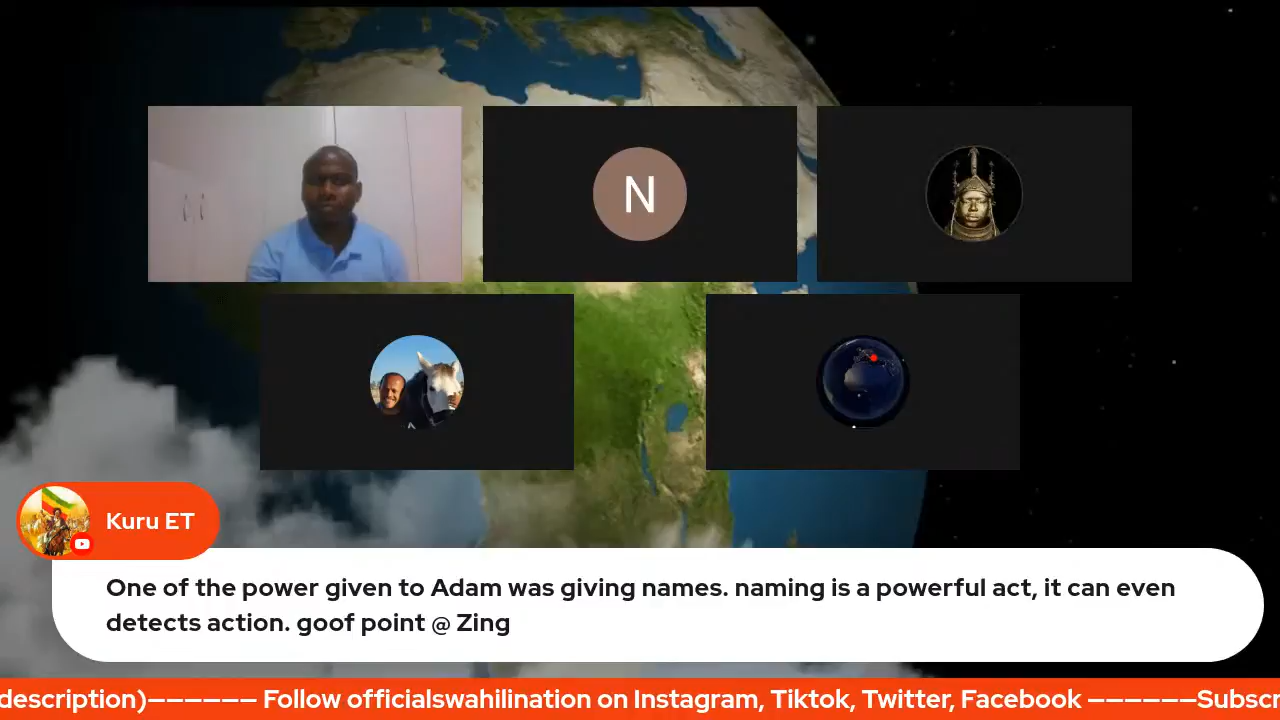 N
Kuru ET
One of the power given to Adam was giving names. naming is a powerful act, it can even
detects action. goof point @ Zing
description)—————— Follow officialswahilination on Instagram, Tiktok, Twitter, Facebook ——————Subscr